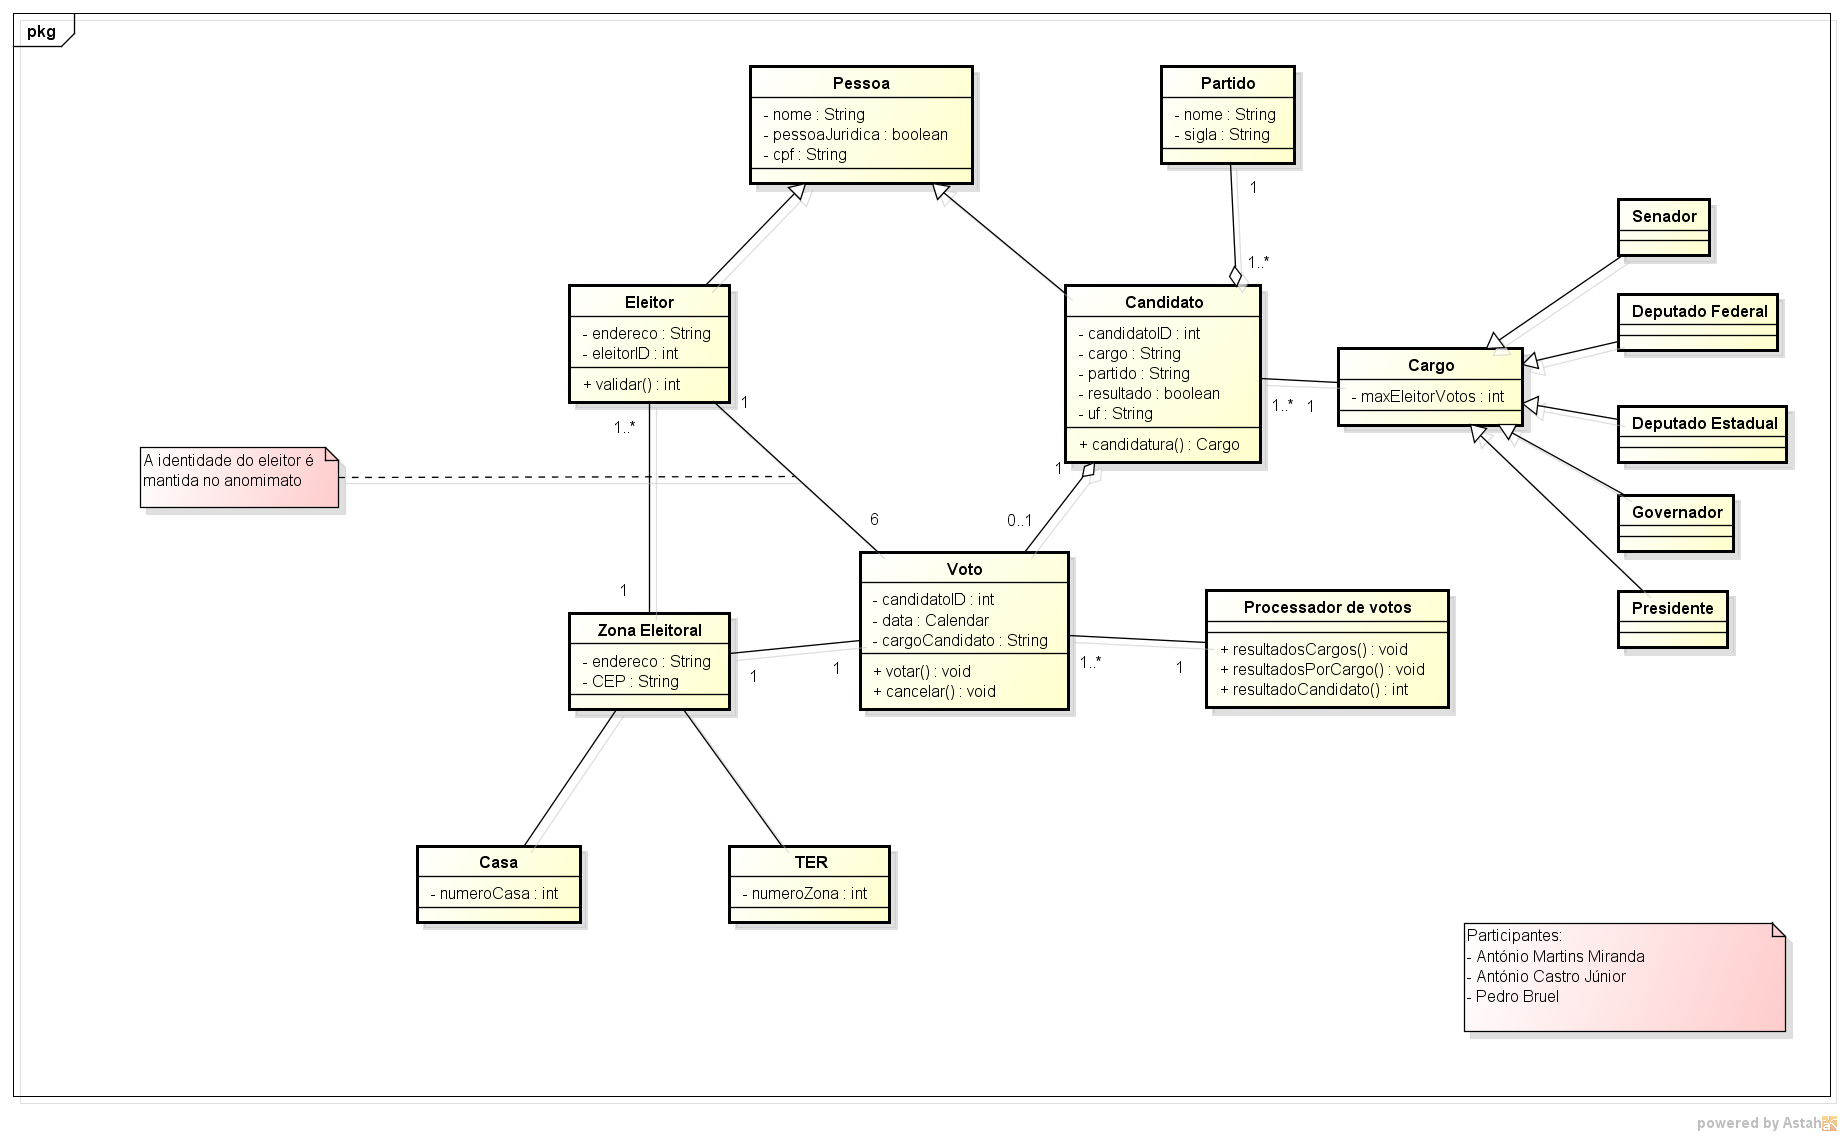 pkg
Pessoa
- nome : String
- pessoaJuridica : boolean
- cpf : String
Partido
- nome : String
- sigla : String
1
1..*
Senador
Deputado Federal
Deputado Estadual
Governador
Presidente
Eleitor
- endereco : String
- eleitorID : int
+ validar() : int
1
1..*
Candidato
- candidatoID : int
- cargo : String
- partido : String
- resultado : boolean
- uf : String
+ candidatura() : Cargo
1..*
1
Cargo
- maxEleitorVotos : int
A identidade do eleitor é
mantida no anomimato
1
6
0..1
1
Voto
- candidatoID : int
- data : Calendar
- cargoCandidato : String
+ votar() : void
+ cancelar() : void
Zona Eleitoral
- endereco : String
- CEP : String
1
1
1..*
1
Processador de votos
+ resultadosCargos() : void
+ resultadosPorCargo() : void
+ resultadoCandidato() : int
Casa
- numeroCasa : int
TER
- numeroZona : int
Participantes:
- António Martins Miranda
- António Castro Júnior
- Pedro Bruel
powered by Astah